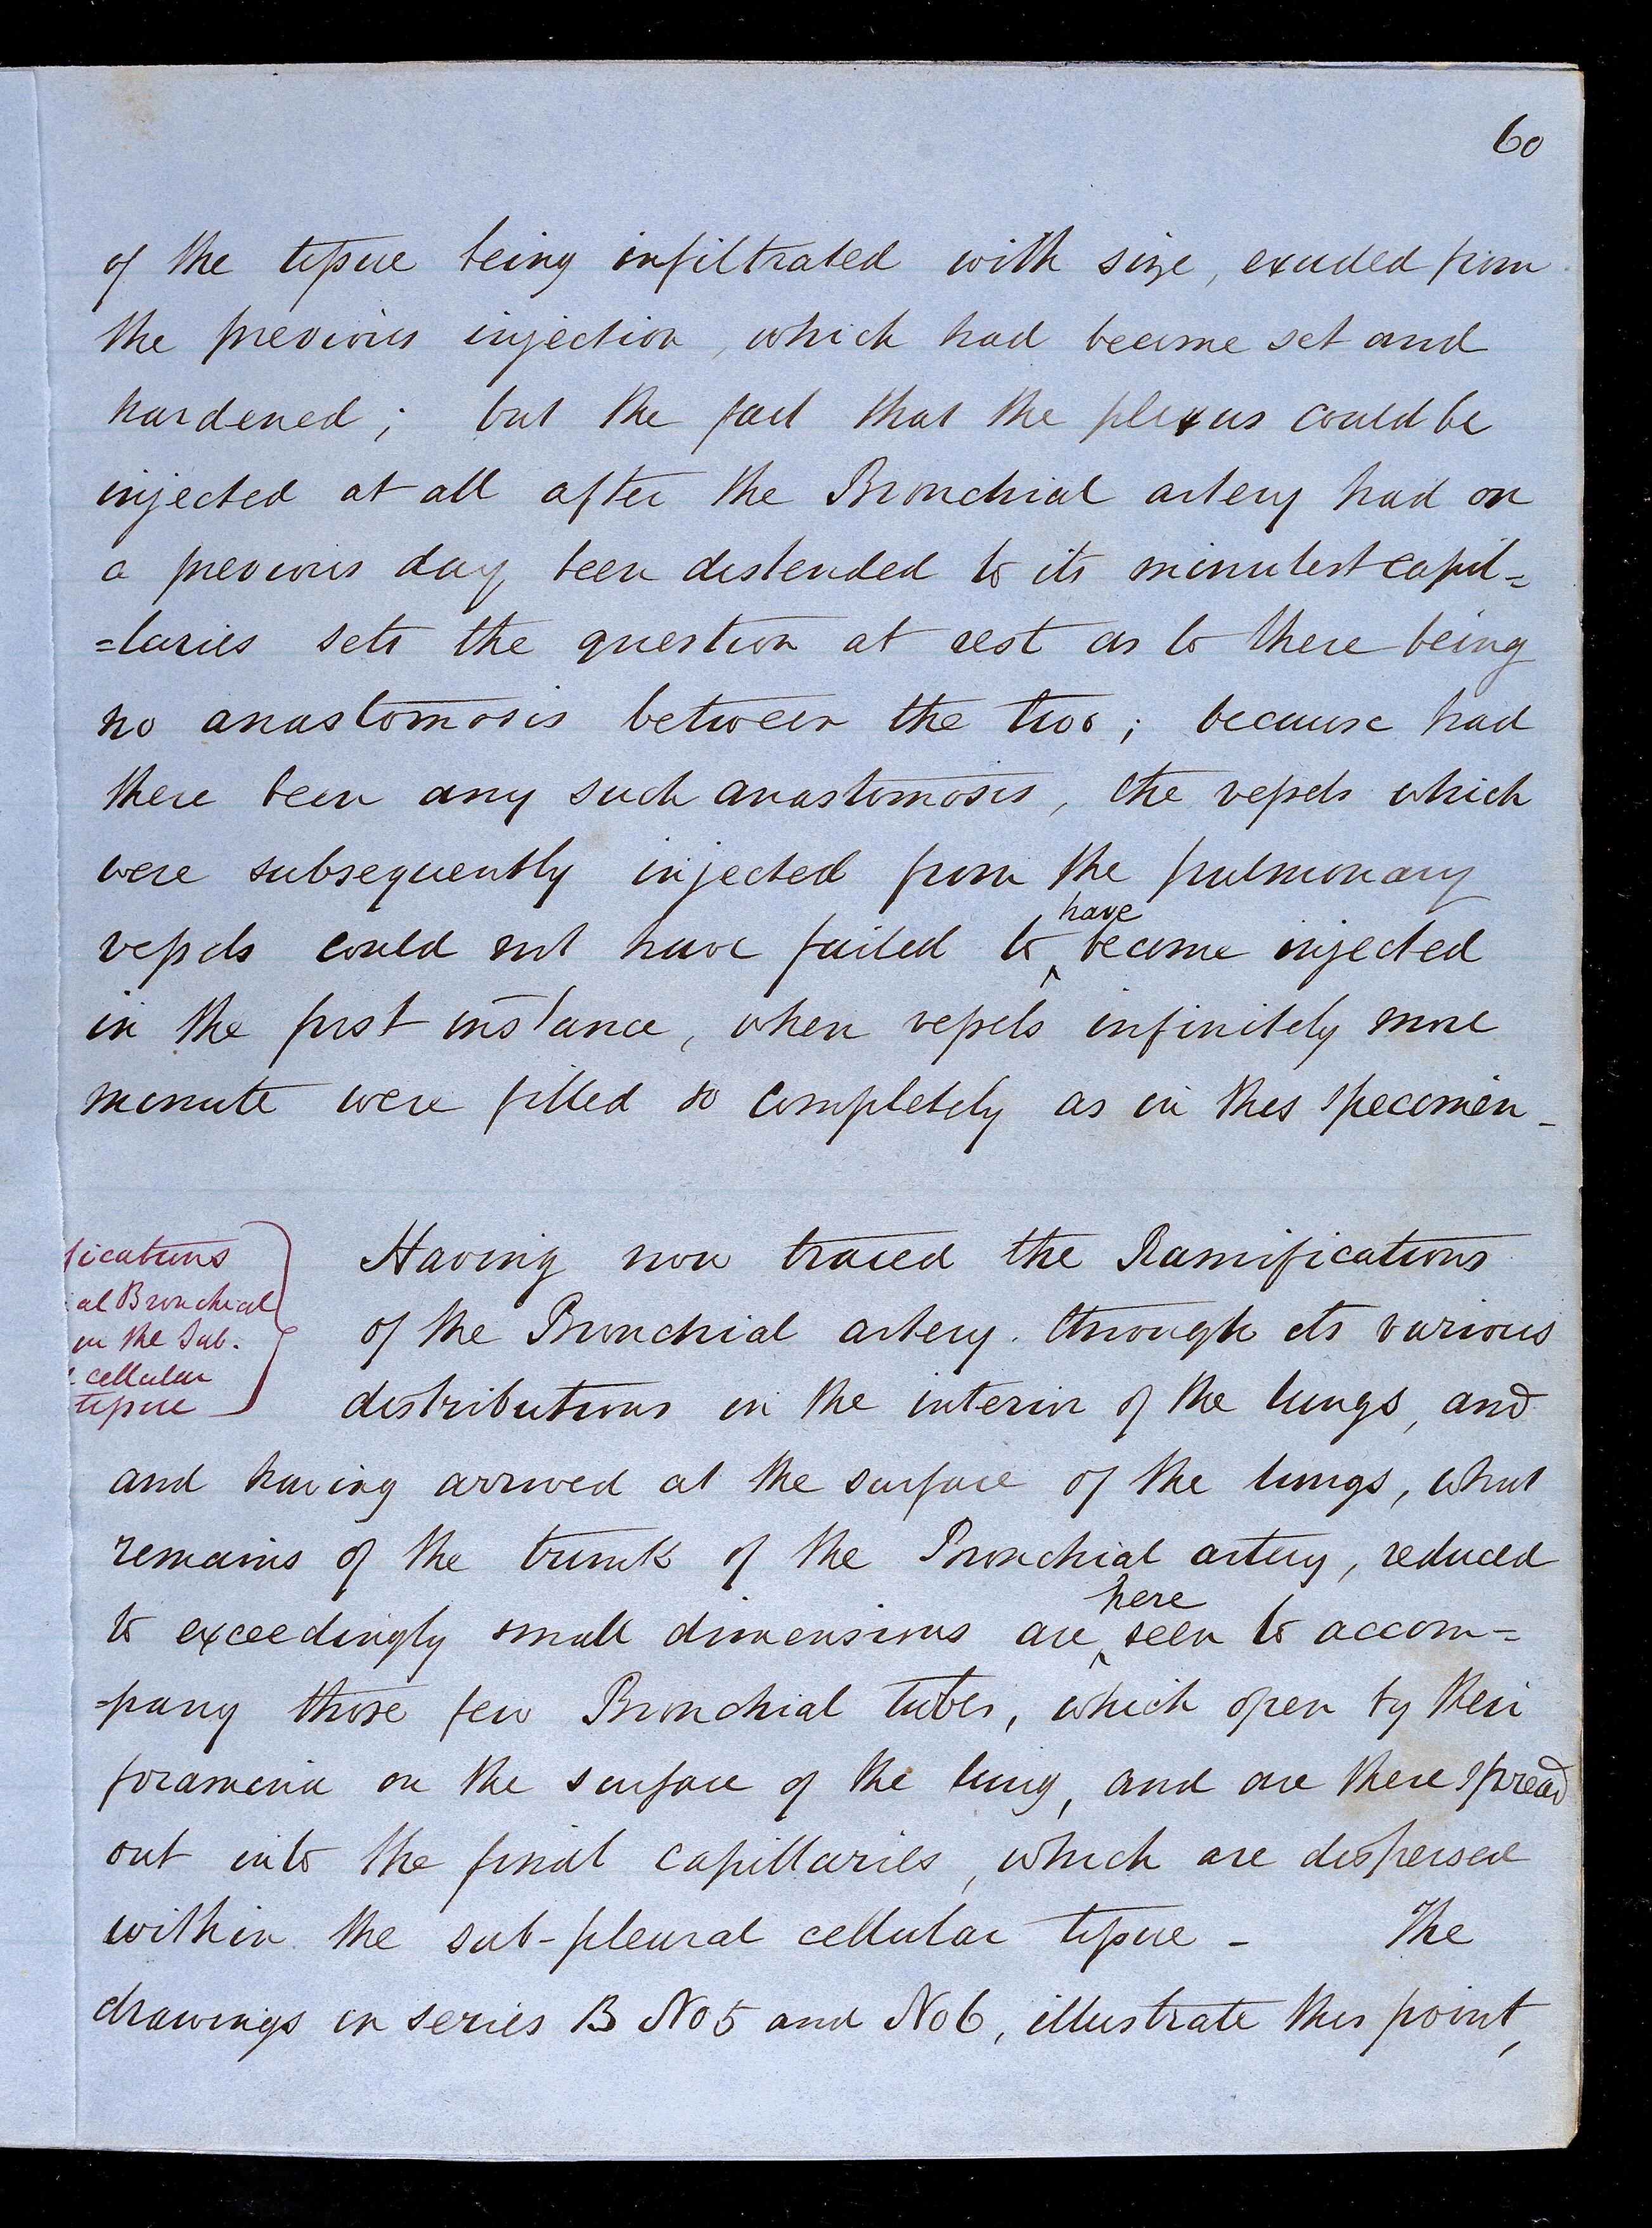 60
of the tissue being infiltrated with size, exuded from
the previous injection, which had become set and
hardened; but the fact that the plexus could be
injected at all after the Bronchial artery had on
a previous day, been distended to its minutest capil=
=laries sets the question at rest as to there being
no anastomosis between the two; because had
there been any such anastomosis, the vessels which
were subsequently injected from the pulmonary
have
vessels could not have failed to ‸ become injected
in the first instance, when vessels infinitely more
minute were filled so completely as in this specimen _
Having now traced the Ramifications
of the Bronchial artery. through its various
distributions in the interior of the lungs, and
and having arrived at the surface of the lungs, what
remains of the trunk of the Bronchial artery, reduced
here
to exceedingly small dimensions are ‸ seen to accom=
=pany those few Bronchial tubes, which open by their
foramina on the surface of the lung, and are there spread
out into the final capillaries, which are dispersed
within the sub-pleural cellular tissue - The
drawings in series B No 5 and No 6, illustrate this point,
fications
al Bronchial
in the Sub.
cellular
tissue